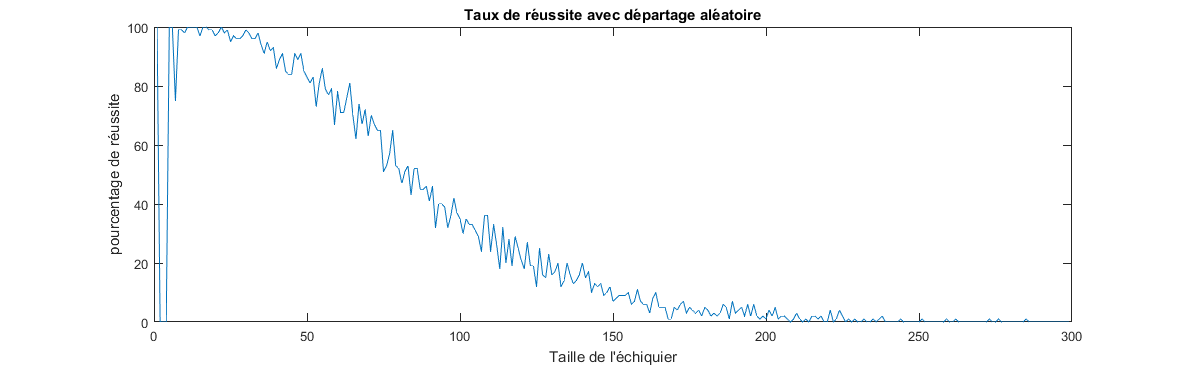 Taux de réussite avec départage aléatoire
100
80
60
40
20
0
pourcentage de réussite
0 50 100 150 200 250 300
Taille de l'échiquier